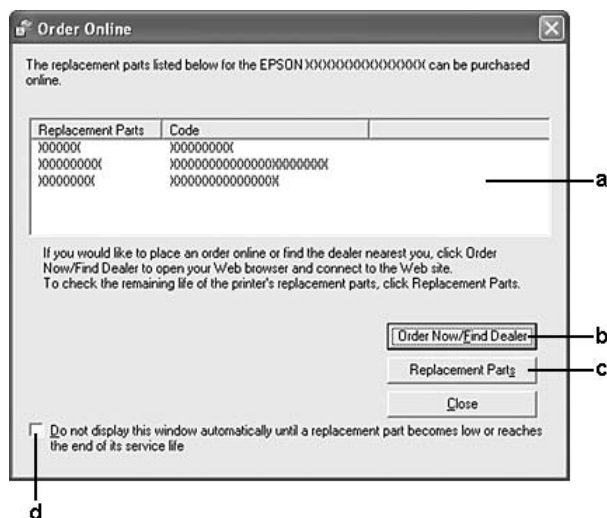 Order Online
The replacement parts listed below for the EPSON XXXXXXXXXXXXXXX can be purchased
online.
Replacement Parts Code
XXXXXX XXXXXXXXX
XXXXXXXXX XXXXXXXXXXXXXXXXXXXXXXX
XXXXXXXX XXXXXXXXXXXXXXX
a
If you would like to place an order online or find the dealer nearest you, click Order
Now/Find Dealer to open your Web browser and connect to the Web site.
To check the remaining life of the printer's replacement parts, click Replacement Parts.
Order Now/Find Dealer
b
Replacement Parts
c
Close
Do not display this window automatically until a replacement part becomes low or reaches
the end of its service life
d